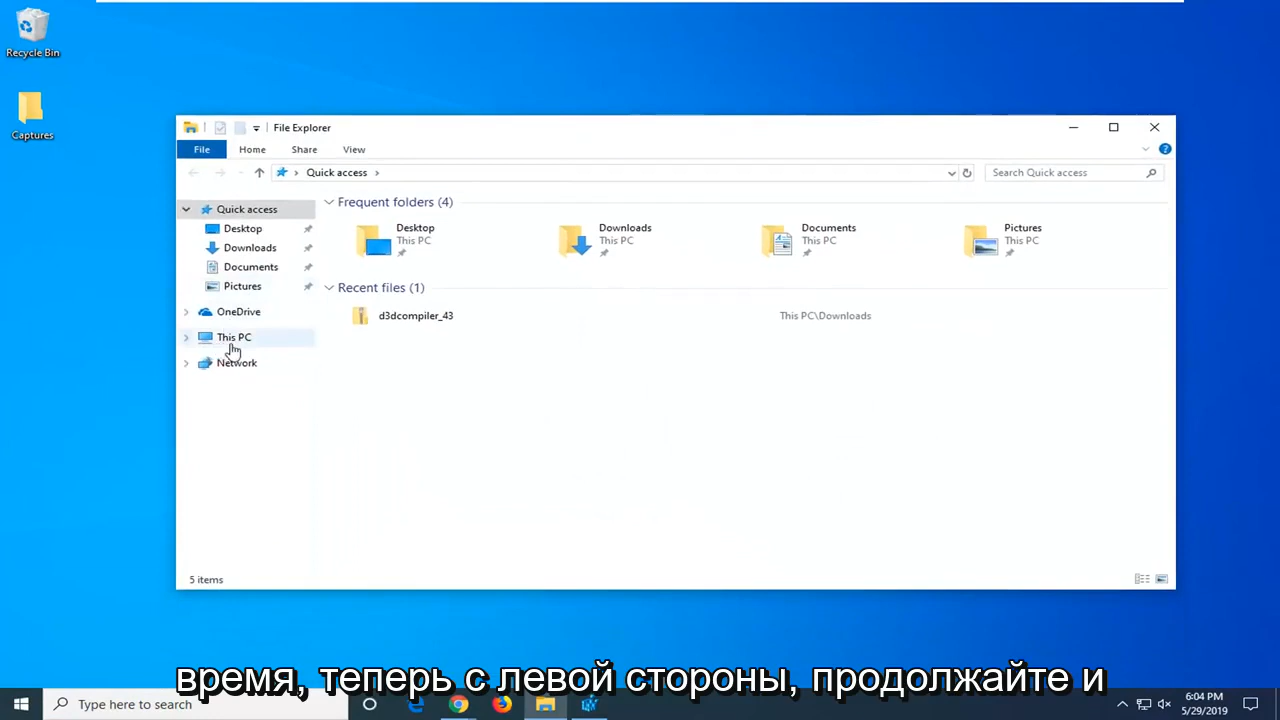 Recycle Bin
Captures
File Explorer
File Home Share View
Quick access
Search Quick access
Quick access
Desktop
Downloads
Documents
Pictures
OneDrive
This PC
Network
Frequent folders (4)
Desktop
This PC
Downloads
This PC
Documents
This PC
Pictures
This PC
Recent files (1)
d3dcompiler_43 This PC\Downloads
5 items
время, теперь с левой стороны, продолжайте и
Type here to search
6:04 PM
5/29/2019